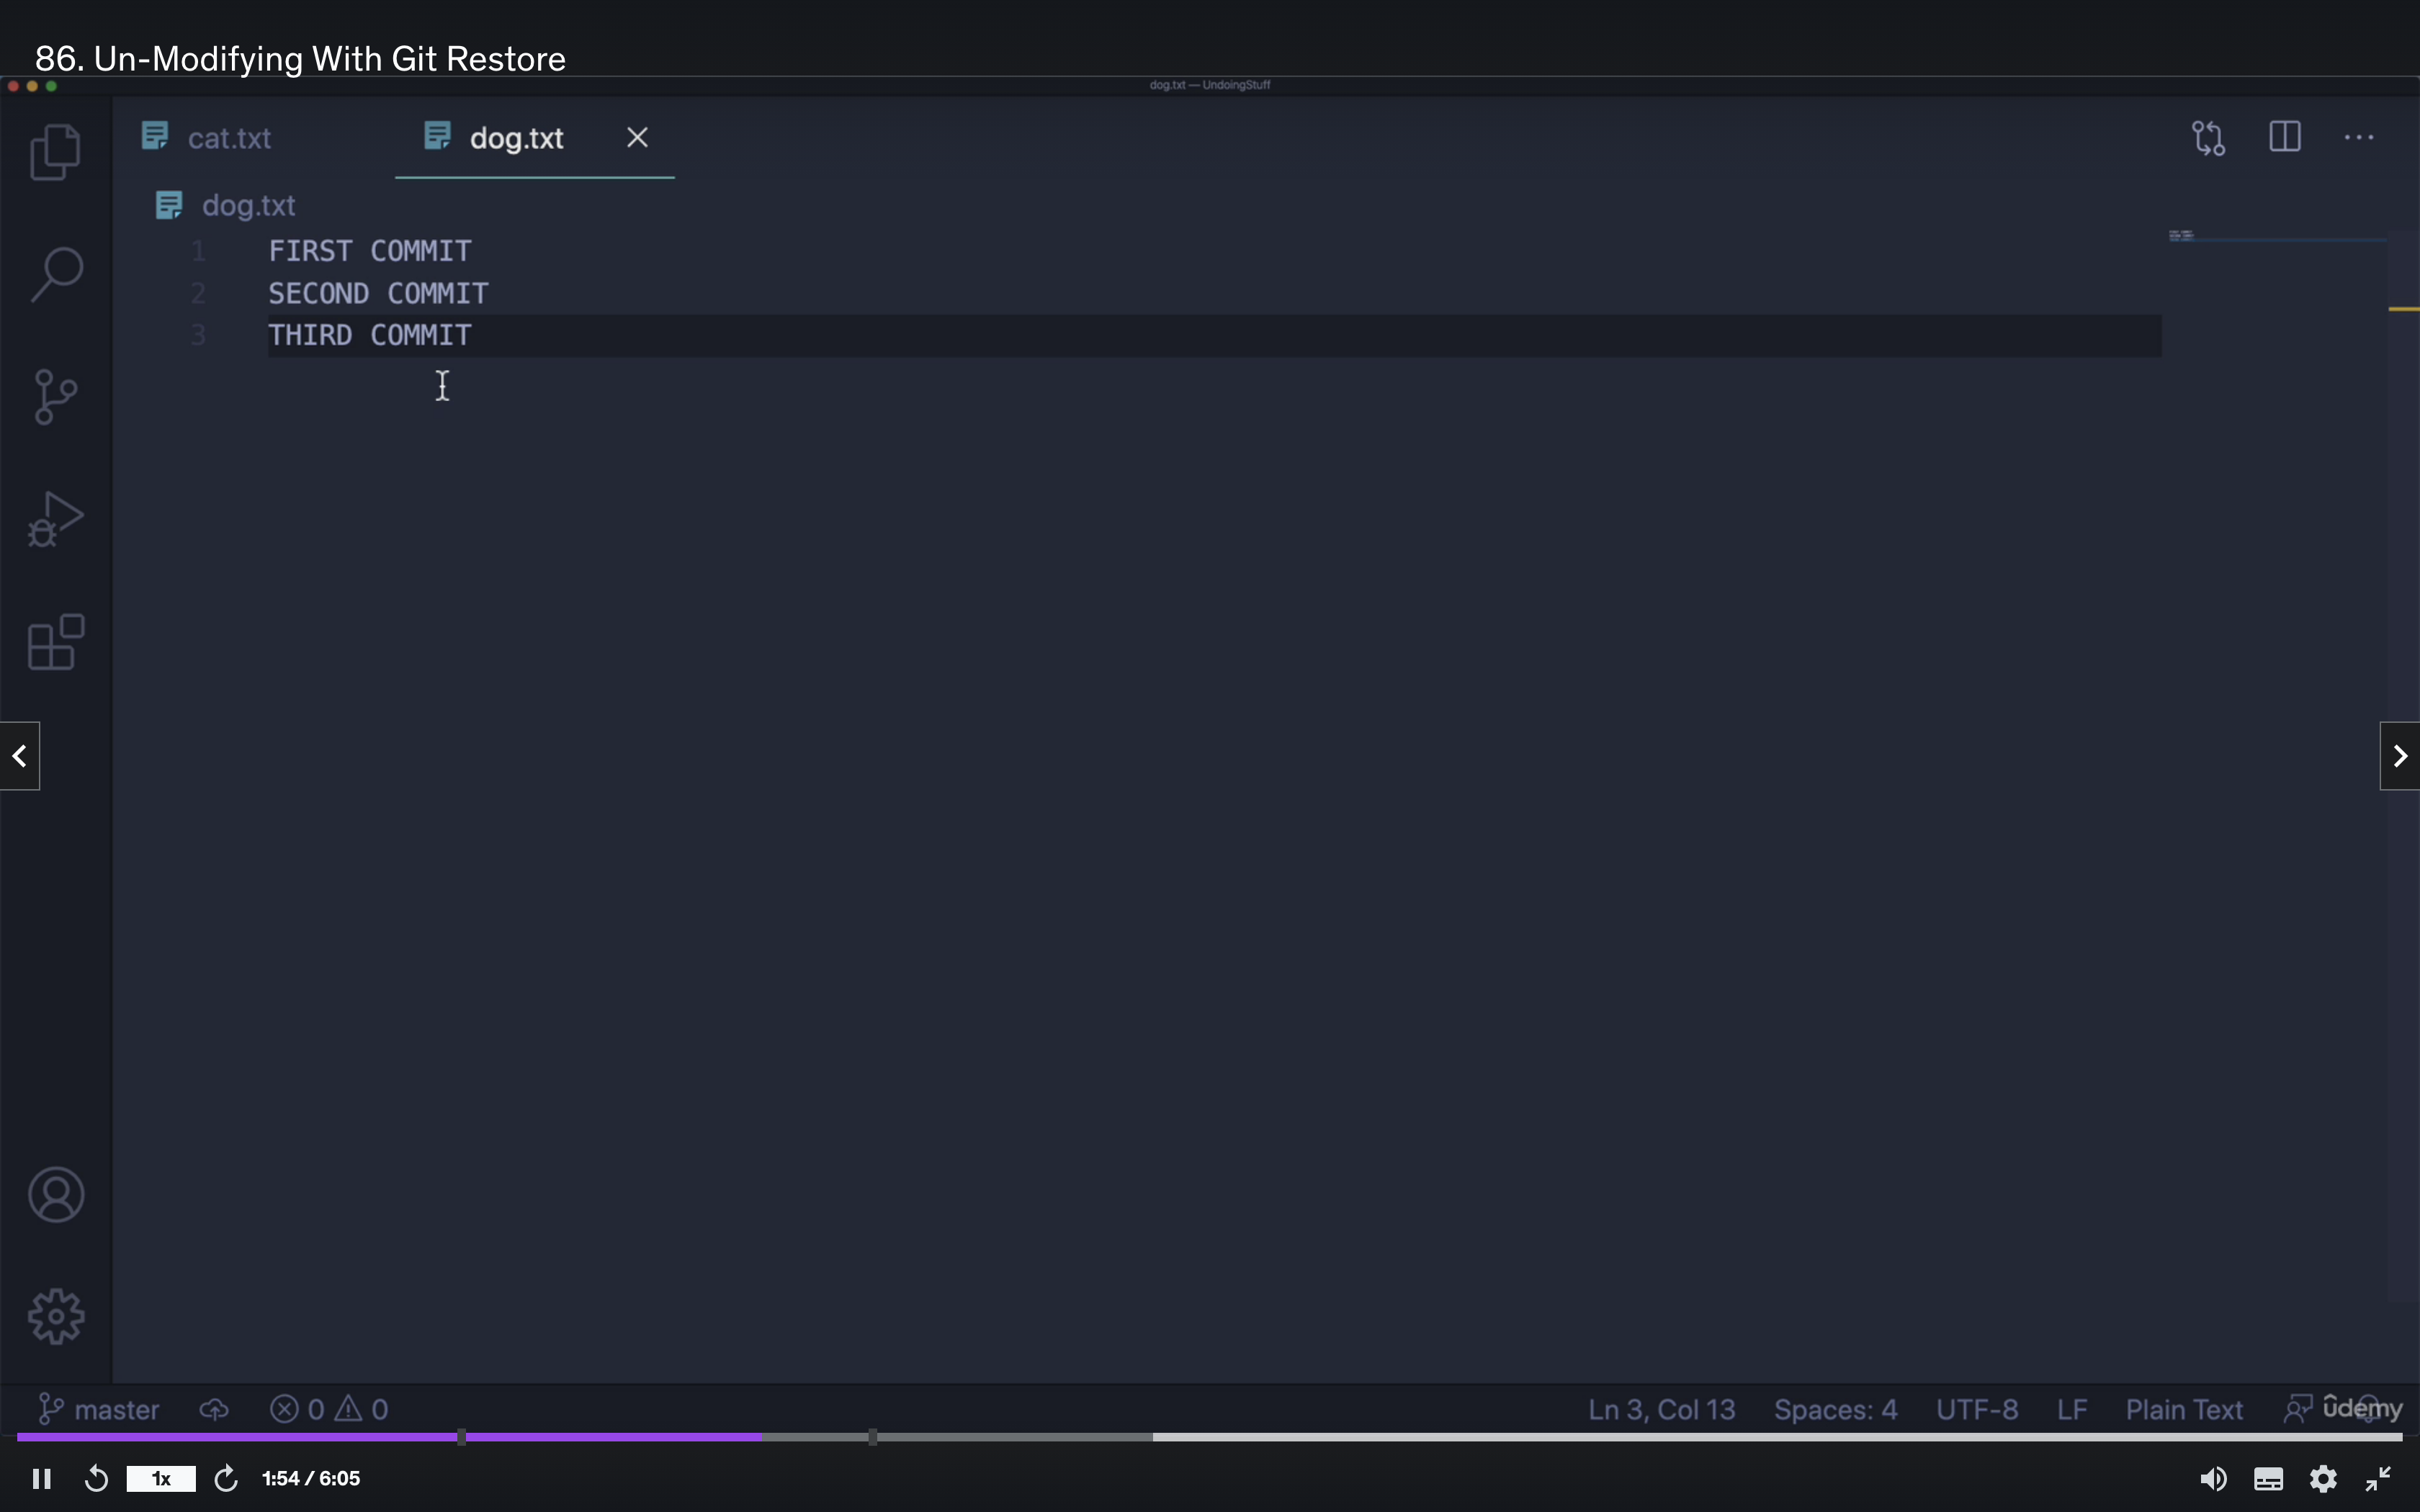 86. Un-Modifying With Git Restore
dog.txt — UndoingStuff
cat.txt
dog.txt
dog.txt
1 FIRST COMMIT
2 SECOND COMMIT
3 THIRD COMMIT
master 0 0 Ln 3, Col 13 Spaces: 4 UTF-8 LF Plain Text ûdemy
1x 1:54 / 6:05